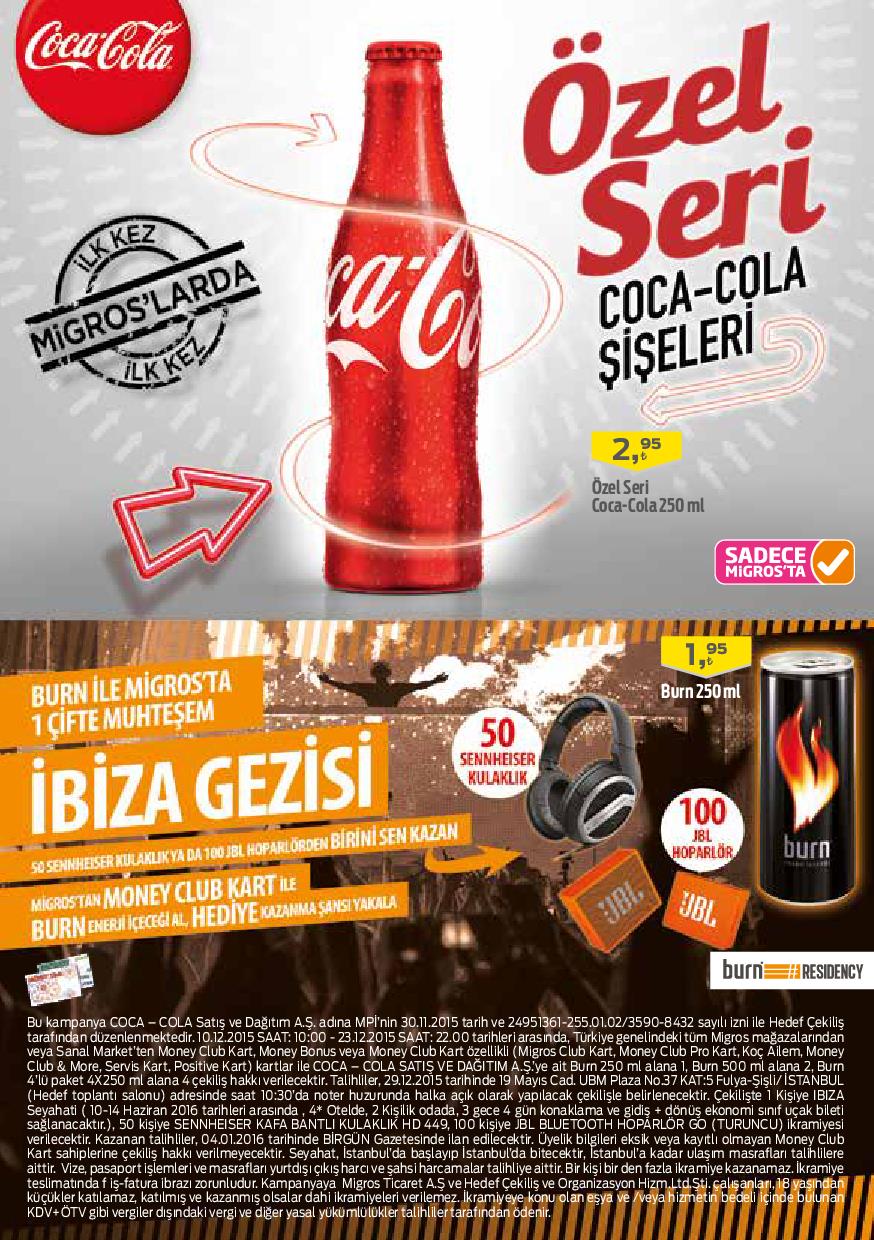 Coca-Cola
Özel
Seri
COCA-COLA
ŞİŞELERİ
İLK KEZ
MiGROS'LARDA
İLK KEZ
ca-Co
2,95 ₺
Özel Seri
Coca-Cola 250 ml
SADECE
MiGROS'TA
1,95 ₺
Burn 250 ml
BURN İLE MİGROS'TA
1 ÇİFTE MUHTEŞEM
İBİZA GEZİSİ
50 SENNHEISER KULAKLIK YA DA 100 JBL HOPARLÖRDEN BİRİNİ SEN KAZAN
MİGROS'TAN MONEY CLUB KART İLE
BURN ENERJİ İÇECEĞİ AL, HEDİYE KAZANMA ŞANSI YAKALA
50
SENNHEISER
KULAKLIK
100
JBL
HOPARLÖR
JBL
JBL
burn
burn RESIDENCY
Bu kampanya COCA – COLA Satış ve Dağıtım A.Ş. adına MPİ'nin 30.11.2015 tarih ve 24951361-255.01.02/3590-8432 sayılı izni ile Hedef Çekiliş
tarafından düzenlenmektedir. 10.12.2015 SAAT: 10:00 - 23.12.2015 SAAT: 22.00 tarihleri arasında, Türkiye genelindeki tüm Migros mağazalarından
veya Sanal Market'ten Money Club Kart, Money Bonus veya Money Club Kart özellikli (Migros Club Kart, Money Club Pro Kart, Koç Ailem, Money
Club & More, Servis Kart, Positive Kart) kartlar ile COCA – COLA SATIŞ VE DAĞITIM A.Ş.'ye ait Burn 250 ml alana 1, Burn 500 ml alana 2, Burn
4'lü paket 4X250 ml alana 4 çekiliş hakkı verilecektir. Talihliler, 29.12.2015 tarihinde 19 Mayıs Cad. UBM Plaza No.37 KAT:5 Fulya-Şişli/ İSTANBUL
(Hedef toplantı salonu) adresinde saat 10:30'da noter huzurunda halka açık olarak yapılacak çekilişle belirlenecektir. Çekilişte 1 Kişiye IBIZA
Seyahati ( 10-14 Haziran 2016 tarihleri arasında , 4* Otelde, 2 Kişilik odada, 3 gece 4 gün konaklama ve gidiş + dönüş ekonomi sınıf uçak bileti
sağlanacaktır.), 50 kişiye SENNHEISER KAFA BANTLI KULAKLIK HD 449, 100 kişiye JBL BLUETOOTH HOPARLÖR GO (TURUNCU) ikramiyesi
verilecektir. Kazanan talihliler, 04.01.2016 tarihinde BİRGÜN Gazetesinde ilan edilecektir. Üyelik bilgileri eksik veya kayıtlı olmayan Money Club
Kart sahiplerine çekiliş hakkı verilmeyecektir. Seyahat, İstanbul'da başlayıp İstanbul'da bitecektir, İstanbul'a kadar ulaşım masrafları talihlilere
aittir. Vize, pasaport işlemleri ve masrafları yurtdışı çıkış harcı ve şahsi harcamalar talihliye aittir. Bir kişi bir den fazla ikramiye kazanamaz. İkramiye
teslimatında f iş-fatura ibrazı zorunludur. Kampanyaya Migros Ticaret A.Ş ve Hedef Çekiliş ve Organizasyon Hizm.Ltd.Şti. çalışanları, 18 yaşından
küçükler katılamaz, katılmış ve kazanmış olsalar dahi ikramiyeleri verilemez. İkramiyeye konu olan eşya ve /veya hizmetin bedeli içinde bulunan
KDV+ÖTV gibi vergiler dışındaki vergi ve diğer yasal yükümlülükler talihliler tarafından ödenir.